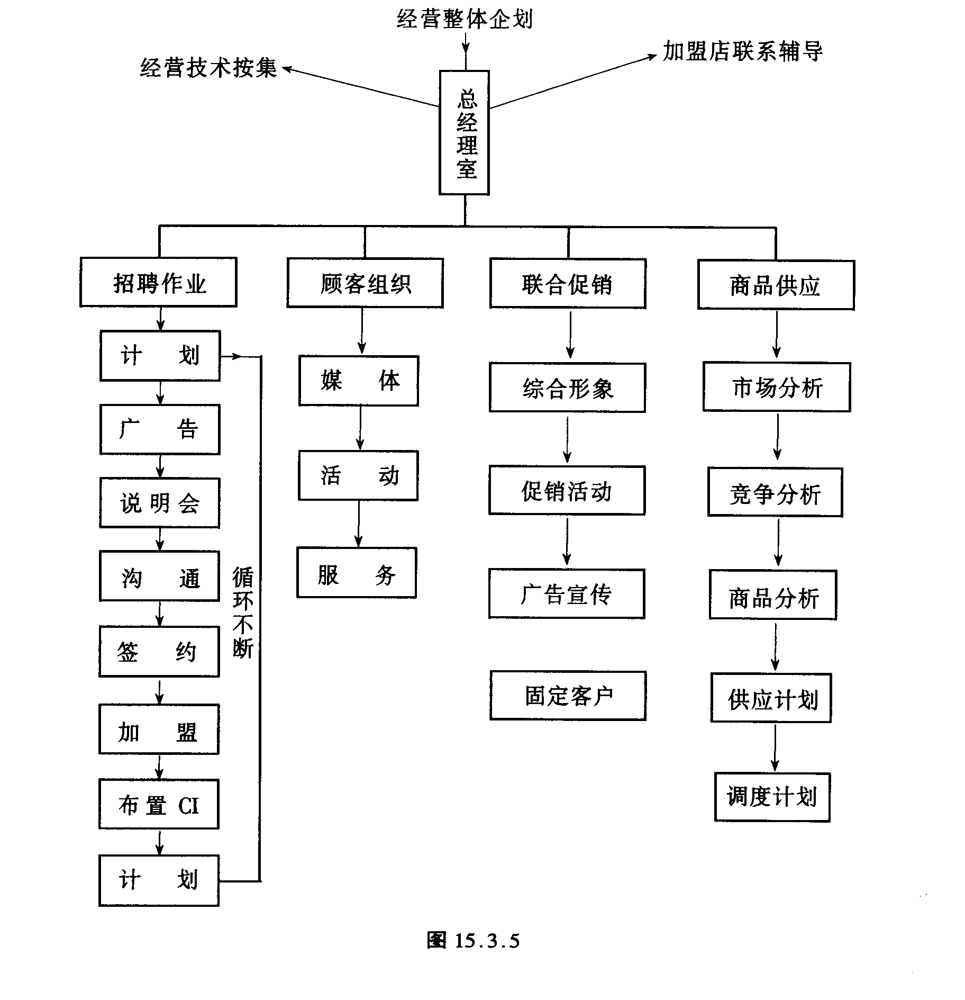 经营整体企划
加盟店联系辅导
经营技术按集
总经理室
招聘作业
计 划
广 告
说明会
沟 通
签 约
加 盟
布置 CI
计 划
循环不断
顾客组织
媒 体
活 动
服 务
联合促销
综合形象
促销活动
广告宣传
固定客户
商品供应
市场分析
竞争分析
商品分析
供应计划
调度计划
图 15.3.5